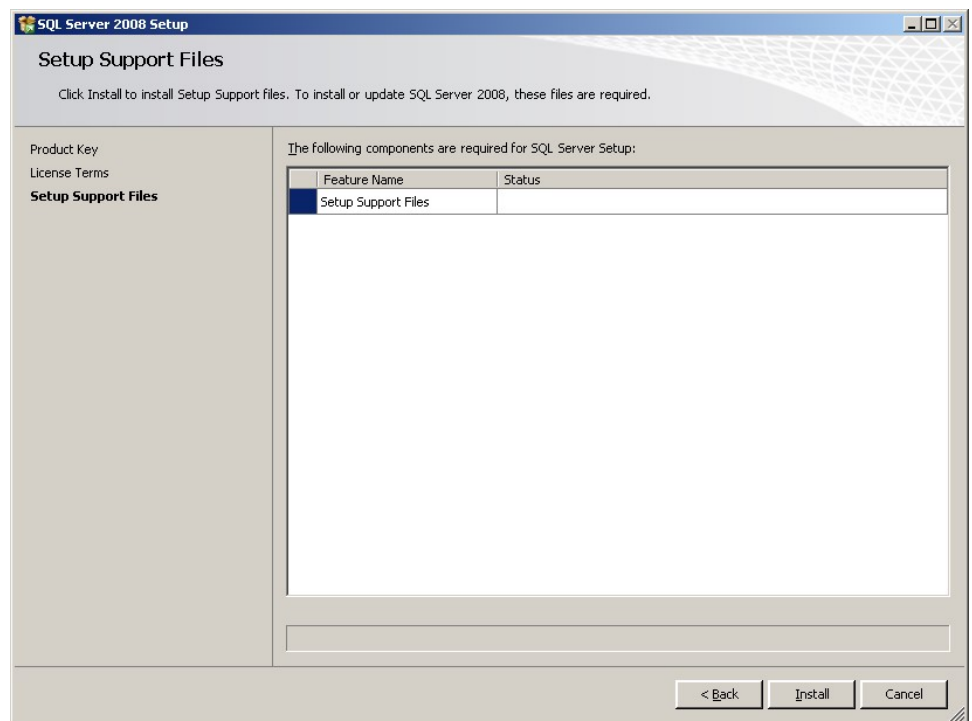 SQL Server 2008 Setup
Setup Support Files
Click Install to install Setup Support files. To install or update SQL Server 2008, these files are required.
Product Key
License Terms
Setup Support Files
The following components are required for SQL Server Setup:
Feature Name Status
Setup Support Files
< Back Install Cancel